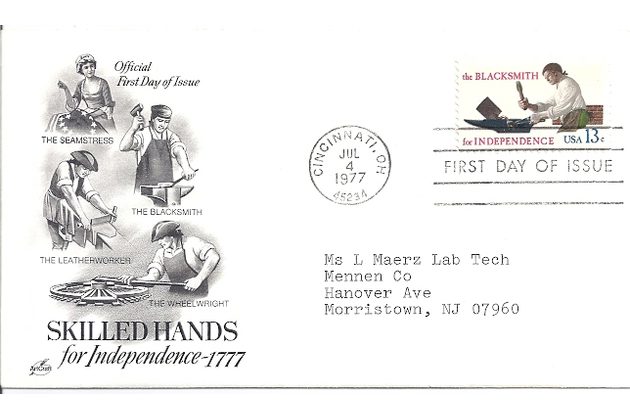 Official
First Day of Issue
THE SEAMSTRESS
THE BLACKSMITH
THE LEATHERWORKER
THE WHEELWRIGHT
SKILLED HANDS
for Independence-1777
ArtCraft
CINCINNATI, OH
JUL
4
1977
45234
the BLACKSMITH
for INDEPENDENCE USA 13c
FIRST DAY OF ISSUE
Ms L Maerz Lab Tech
Mennen Co
Hanover Ave
Morristown, NJ 07960